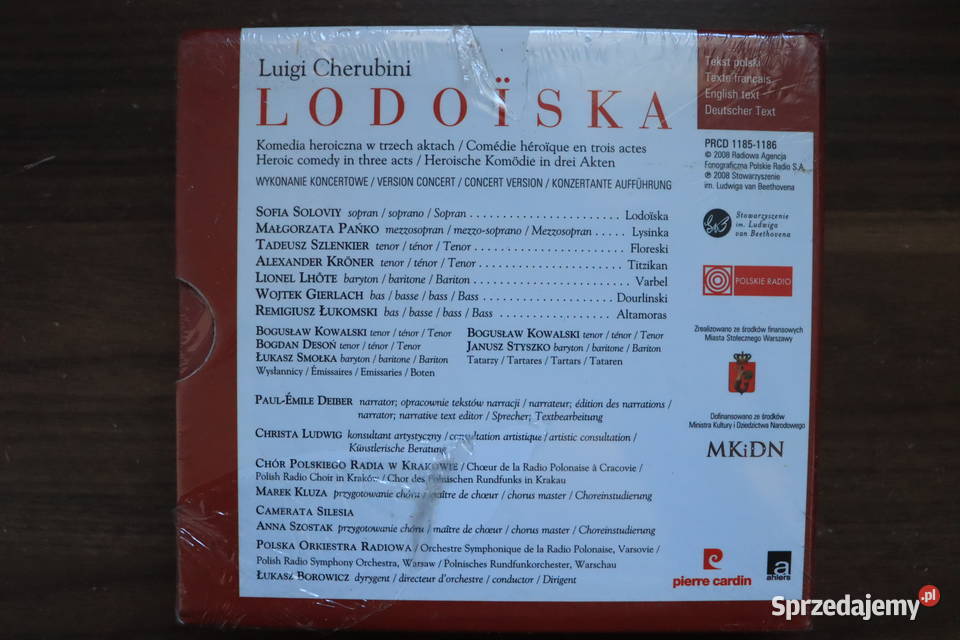 Luigi Cherubini
LODOÏSKA
Komedia heroiczna w trzech aktach / Comédie héroïque en trois actes
Heroic comedy in three acts / Heroische Komödie in drei Akten
WYKONANIE KONCERTOWE / VERSION CONCERT / CONCERT VERSION / KONZERTANTE AUFFÜHRUNG
SOFIA SOLOVIY sopran / soprano / Sopran . . . . . . . . . . . . . . . . . . . . . . . Lodoïska
MAŁGORZATA PAŃKO mezzosopran / mezzo-soprano / Mezzosopran . . . . . Lysinka
TADEUSZ SZLENKIER tenor / ténor / Tenor . . . . . . . . . . . . . . . . . . . . . . . Floreski
ALEXANDER KRÖNER tenor / ténor / Tenor . . . . . . . . . . . . . . . . . . . . . . . Titzikan
LIONEL LHÔTE baryton / baritone / Bariton . . . . . . . . . . . . . . . . . . . . . . . Varbel
WOJTEK GIERLACH bas / basse / bass / Bass . . . . . . . . . . . . . . . . . . . . Dourlinski
REMIGIUSZ ŁUKOMSKI bas / basse / bass / Bass . . . . . . . . . . . . . . . . . . Altamoras
BOGUSŁAW KOWALSKI tenor / ténor / Tenor
BOGDAN DESOŃ tenor / ténor / Tenor
ŁUKASZ SMOŁKA baryton / baritone / Bariton
Wysłannicy / Émissaires / Emissaries / Boten
BOGUSŁAW KOWALSKI tenor / ténor / Tenor
JANUSZ STYSZKO baryton / baritone / Bariton
Tatarzy / Tartares / Tartars / Tataren
PAUL-ÉMILE DEIBER narrator; opracownie tekstów narracji / narrateur; édition des narrations /
narrator; narrative text editor / Sprecher; Textbearbeitung
CHRISTA LUDWIG konsultant artystyczny / consultation artistique / artistic consultation /
Künstlerische Beratung
CHÓR POLSKIEGO RADIA W KRAKOWIE / Chœur de la Radio Polonaise à Cracovie /
Polish Radio Choir in Kraków / Chor des Polnischen Rundfunks in Krakau
MAREK KLUZA przygotowanie chóru / maître de chœur / chorus master / Choreinstudierung
CAMERATA SILESIA
ANNA SZOSTAK przygotowanie chóru / maître de chœur / chorus master / Choreinstudierung
POLSKA ORKIESTRA RADIOWA / Orchestre Symphonique de la Radio Polonaise, Varsovie /
Polish Radio Symphony Orchestra, Warsaw / Polnisches Rundfunkorchester, Warschau
ŁUKASZ BOROWICZ dyrygent / directeur d'orchestre / conductor / Dirigent
Tekst polski
Texte français
English text
Deutscher Text
PRCD 1185-1186
© 2008 Radiowa Agencja
Fonograficzna Polskie Radio S.A.
℗ 2008 Stowarzyszenie
im. Ludwiga van Beethovena
Stowarzyszenie
im. Ludwiga
van Beethovena
POLSKIE RADIO
Zrealizowano ze środków finansowych
Miasta Stołecznego Warszawy
Dofinansowano ze środków
Ministra Kultury i Dziedzictwa Narodowego
MKiDN
pierre cardin
a
ahlers
Sprzedajemy.pl